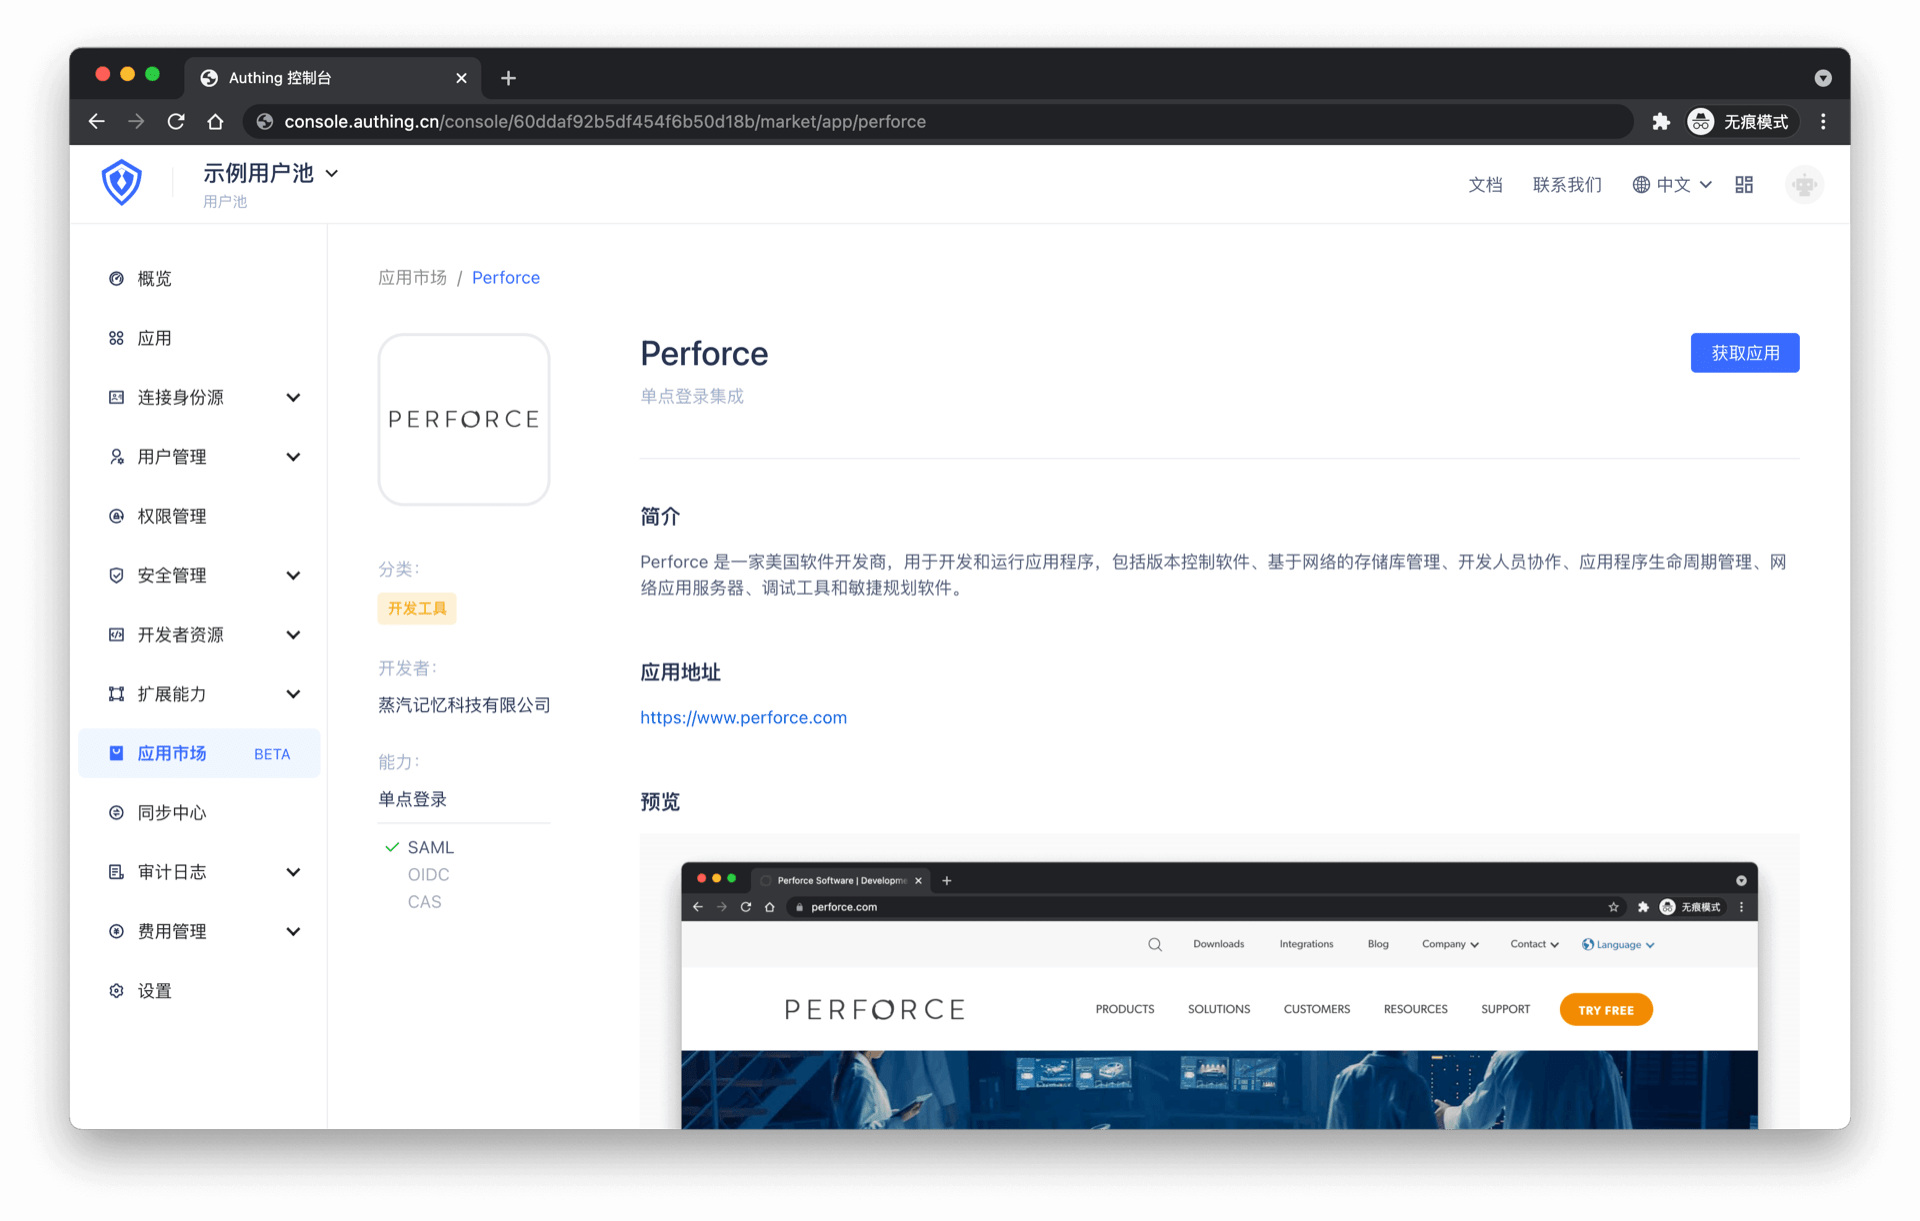 Authing 控制台
console.authing.cn/console/60ddaf92b5df454f6b50d18b/market/app/perforce
无痕模式
示例用户池
用户池
文档
联系我们
中文
概览
应用
连接身份源
用户管理
权限管理
安全管理
开发者资源
扩展能力
应用市场 BETA
同步中心
审计日志
费用管理
设置
应用市场 / Perforce
PERFORCE
分类：
开发工具
开发者：
蒸汽记忆科技有限公司
能力：
单点登录
SAML
OIDC
CAS
Perforce
单点登录集成
获取应用
简介
Perforce 是一家美国软件开发商，用于开发和运行应用程序，包括版本控制软件、基于网络的存储库管理、开发人员协作、应用程序生命周期管理、网
络应用服务器、调试工具和敏捷规划软件。
应用地址
https://www.perforce.com
预览
Perforce Software | Developme
perforce.com
无痕模式
Downloads Integrations Blog Company Contact Language
PERFORCE
PRODUCTS SOLUTIONS CUSTOMERS RESOURCES SUPPORT TRY FREE